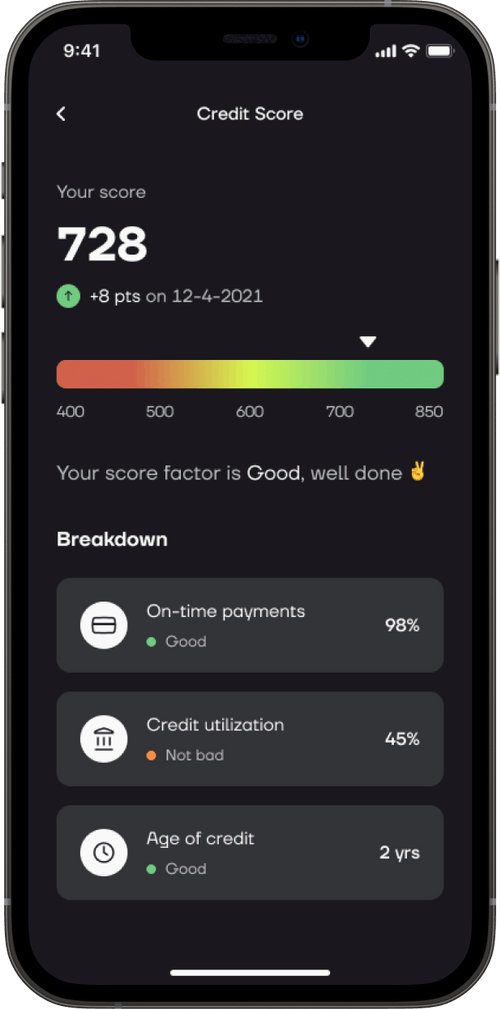 9:41
Credit Score
Your score
728
+8 pts on 12-4-2021
400 500 600 700 850
Your score factor is Good, well done ✌️
Breakdown
On-time payments
Good
98%
Credit utilization
Not bad
45%
Age of credit
Good
2 yrs